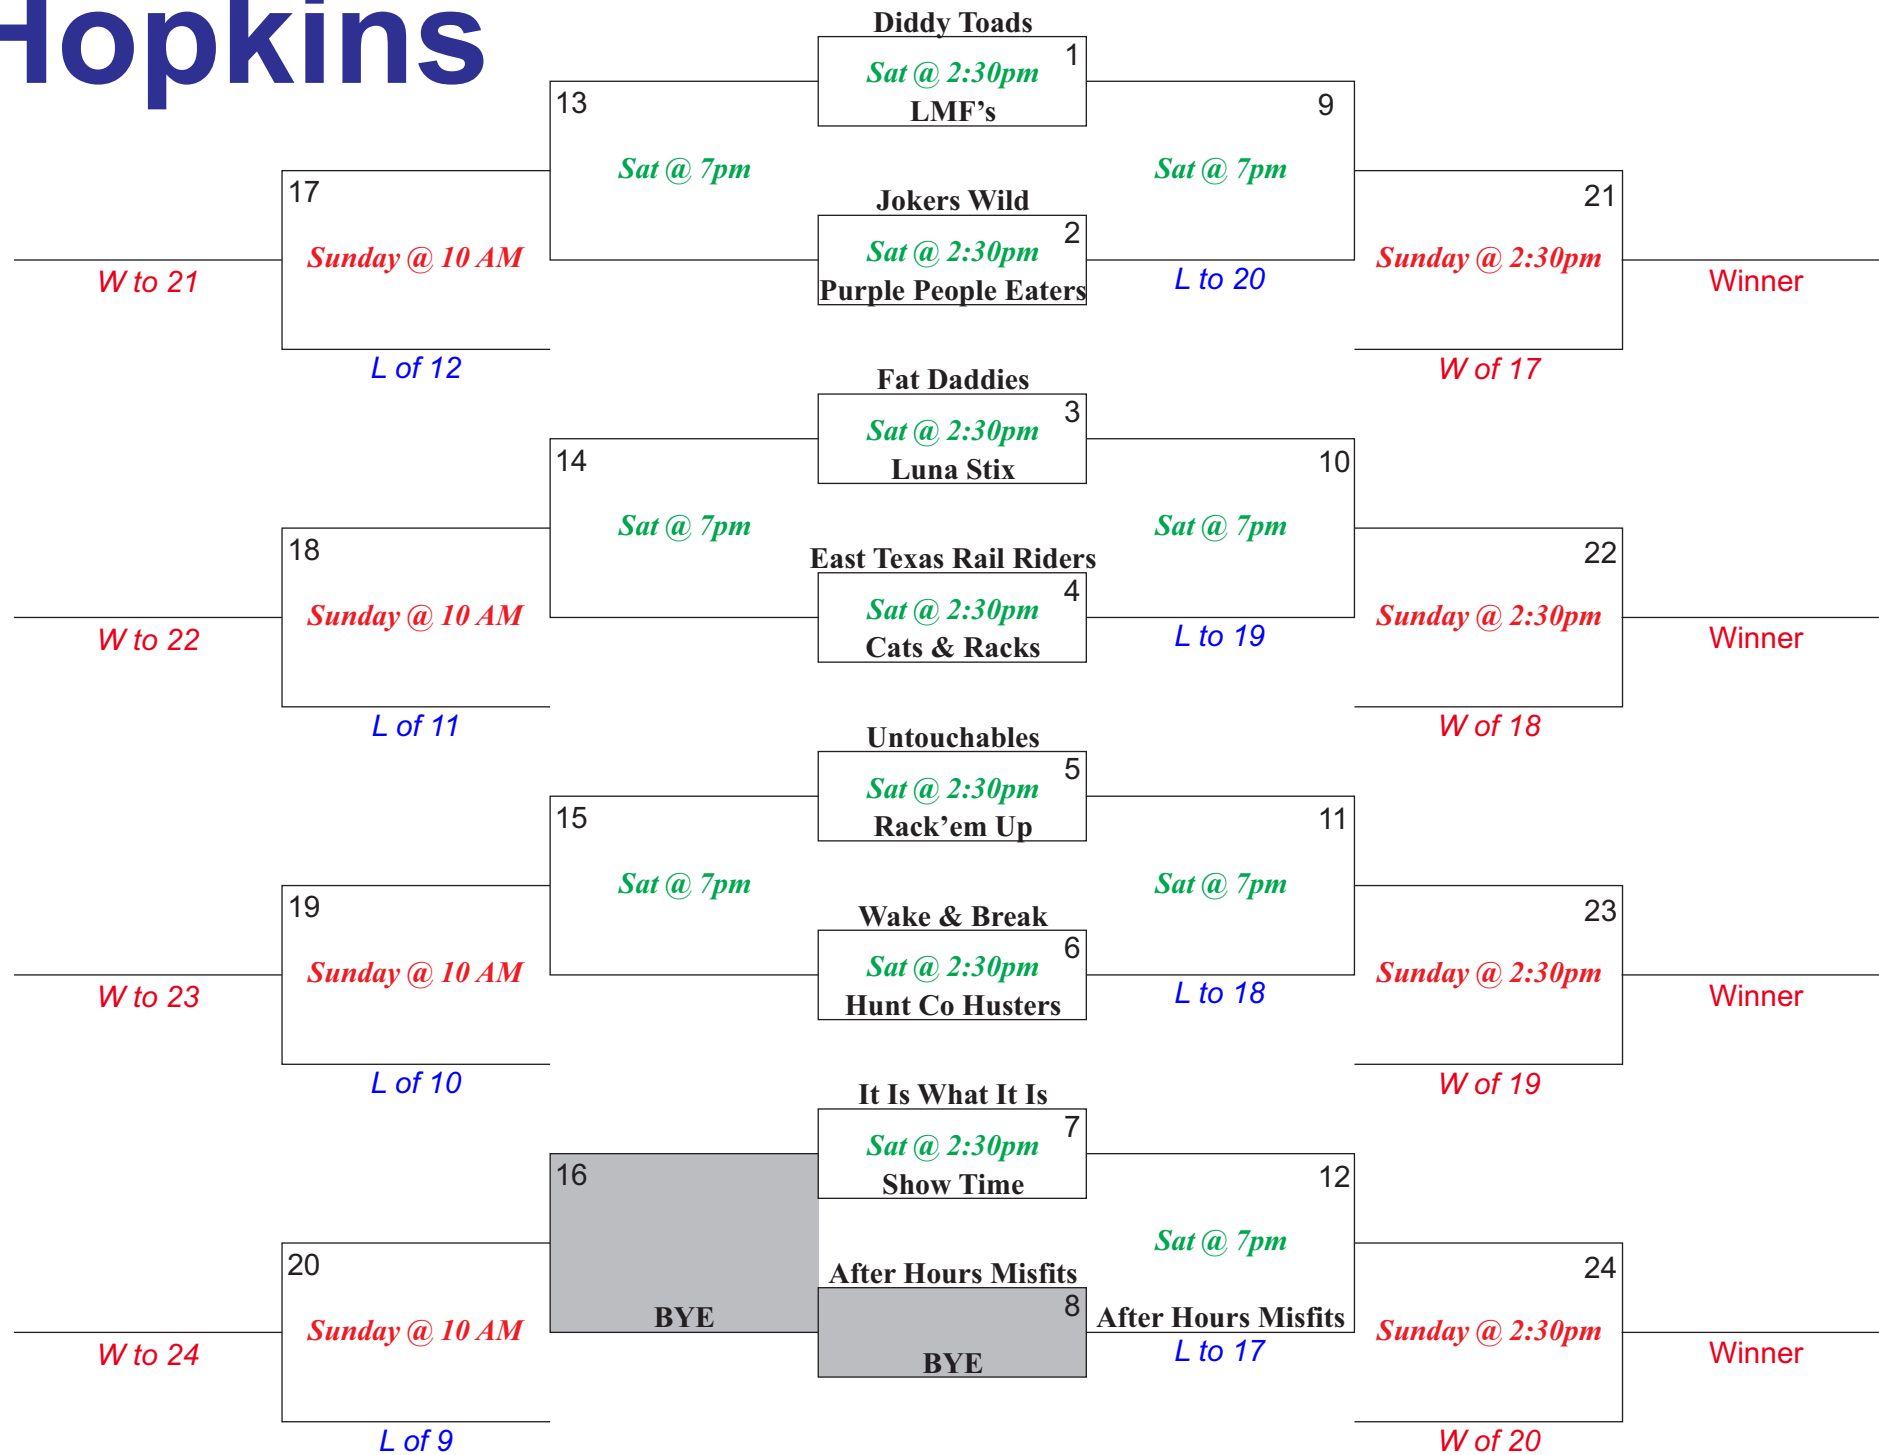 Hopkins
Diddy Toads
1
Sat @ 2:30pm
LMF’s
13
9
Sat @ 7pm
Sat @ 7pm
17
21
Jokers Wild
2
Sat @ 2:30pm
Purple People Eaters
Sunday @ 10 AM
Sunday @ 2:30pm
W to 21
L to 20
Winner
L of 12
W of 17
Fat Daddies
3
Sat @ 2:30pm
Luna Stix
14
10
Sat @ 7pm
Sat @ 7pm
18
22
East Texas Rail Riders
4
Sat @ 2:30pm
Cats & Racks
Sunday @ 10 AM
Sunday @ 2:30pm
W to 22
L to 19
Winner
L of 11
W of 18
Untouchables
5
Sat @ 2:30pm
Rack’em Up
15
11
Sat @ 7pm
Sat @ 7pm
19
23
Wake & Break
6
Sat @ 2:30pm
Hunt Co Husters
Sunday @ 10 AM
Sunday @ 2:30pm
W to 23
L to 18
Winner
L of 10
W of 19
It Is What It Is
7
Sat @ 2:30pm
Show Time
16
12
Sat @ 7pm
20
24
After Hours Misfits
8
BYE
BYE
After Hours Misfits
Sunday @ 10 AM
Sunday @ 2:30pm
W to 24
L to 17
Winner
L of 9
W of 20